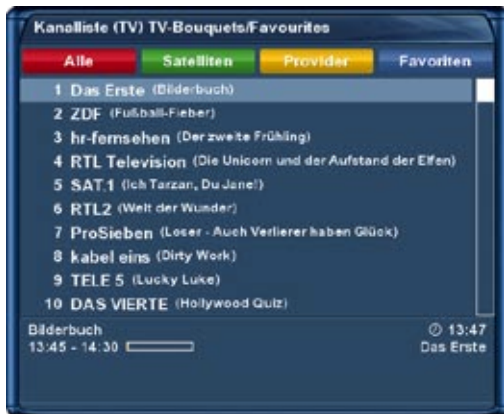 Kanalliste (TV) TV-Bouquets/Favourites
Alle Satelliten Provider Favoriten
1 Das Erste (Bilderbuch)
2 ZDF (Fußball-Fieber)
3 hr-fernsehen (Der zweite Frühling)
4 RTL Television (Die Unicorn und der Aufstand der Elfen)
5 SAT.1 (Ich Tarzan, Du Jane!)
6 RTL2 (Welt der Wunder)
7 ProSieben (Loser - Auch Verlierer haben Glück)
8 kabel eins (Dirty Work)
9 TELE 5 (Lucky Luke)
10 DAS VIERTE (Hollywood Quiz)
Bilderbuch 13:47
13:45 - 14:30 Das Erste